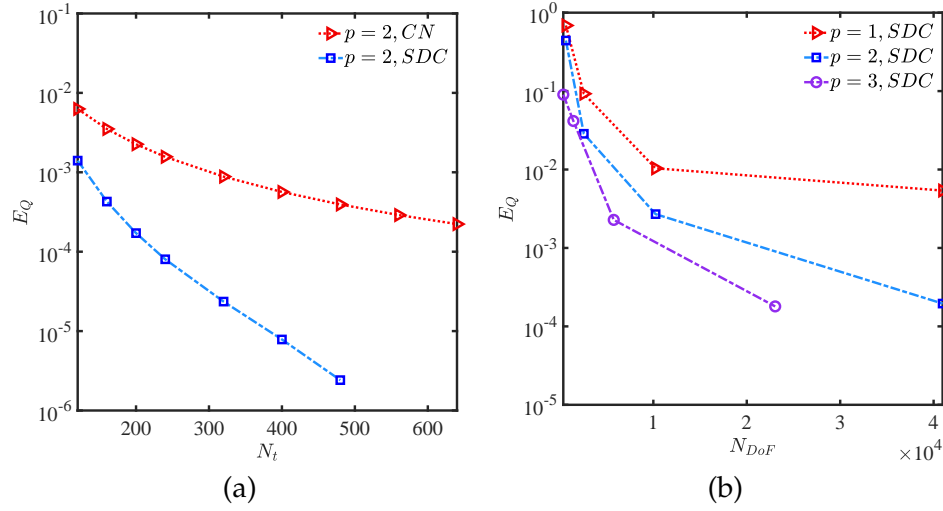 p = 2, CN
p = 2, SDC
10^-2
10^-3
10^-4
10^-5
10^-6
E_Q
200 300 400 500 600
N_t
(a)
p = 1, SDC
p = 2, SDC
p = 3, SDC
10^0
10^-1
10^-2
10^-3
10^-4
10^-5
E_Q
1 2 3 4
N_DoF
×10^4
(b)